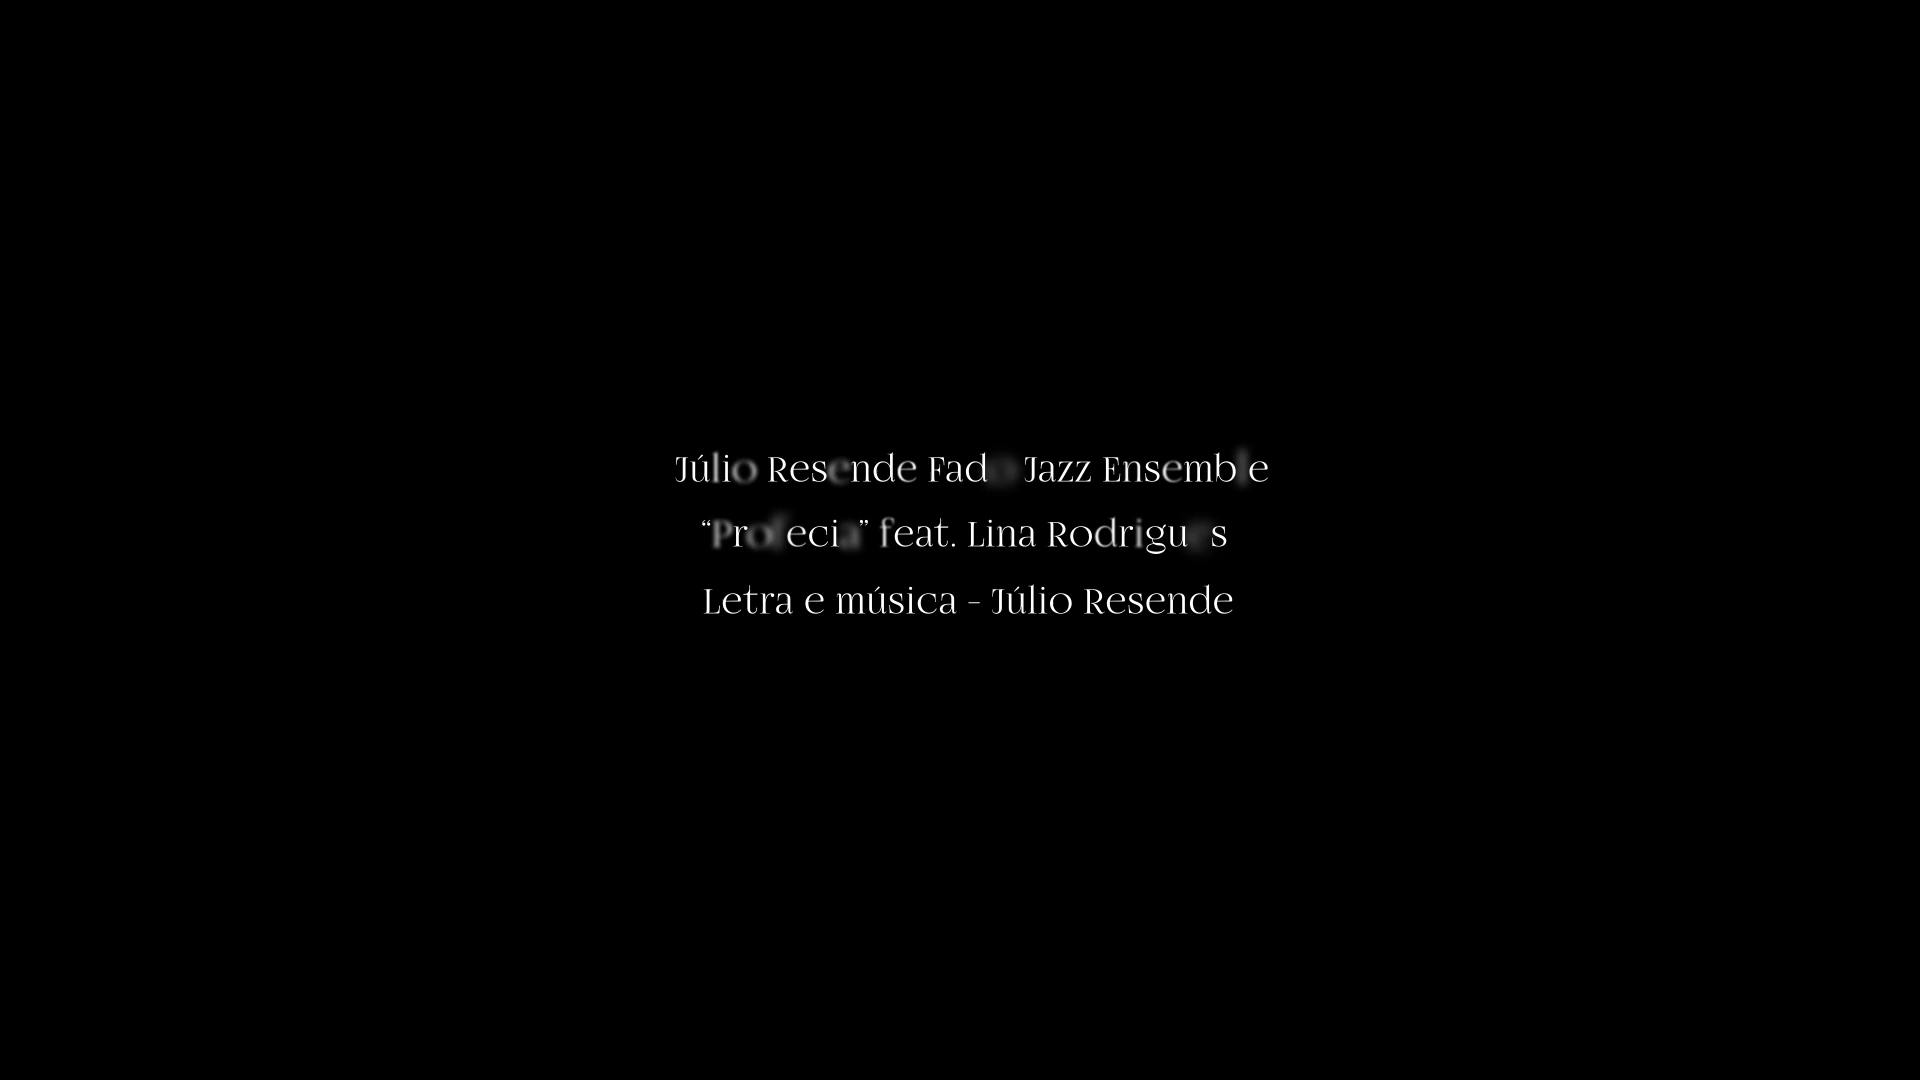 Júlio Resende Fado Jazz Ensemble
“Profecia” feat. Lina Rodrigues
Letra e música - Júlio Resende